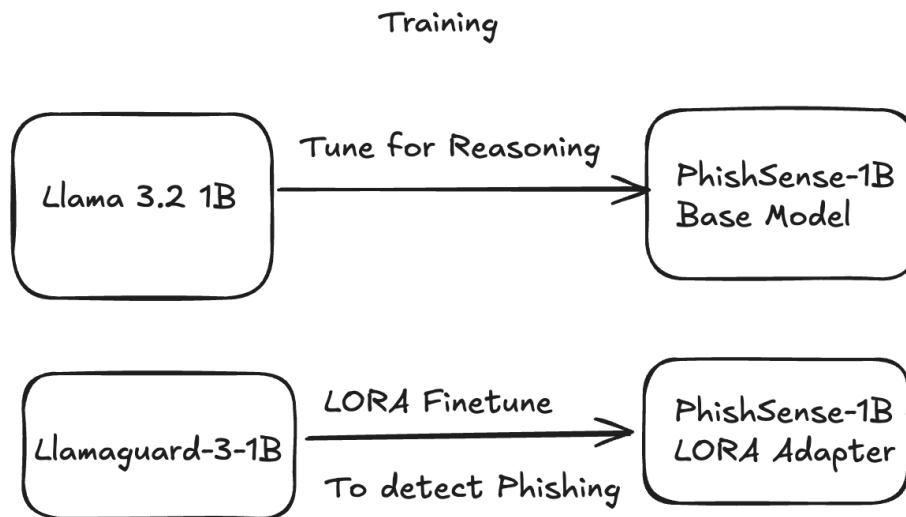 Training
Llama 3.2 1B
Tune for Reasoning
PhishSense-1B
Base Model
Llamaguard-3-1B
LORA Finetune
To detect Phishing
PhishSense-1B
LORA Adapter